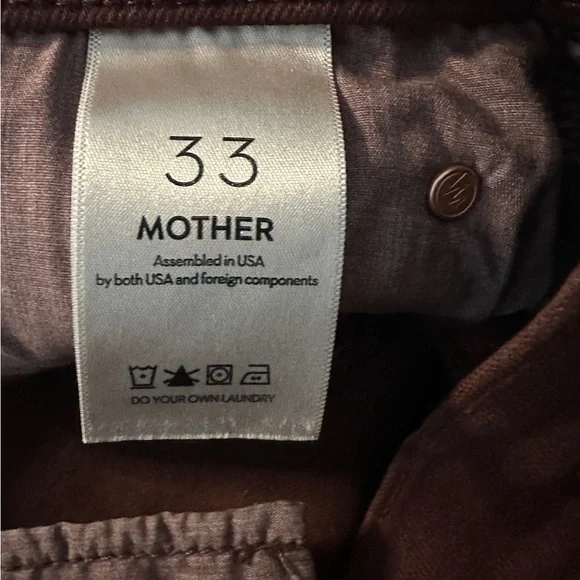 33
MOTHER
Assembled in USA
by both USA and foreign components
DO YOUR OWN LAUNDRY